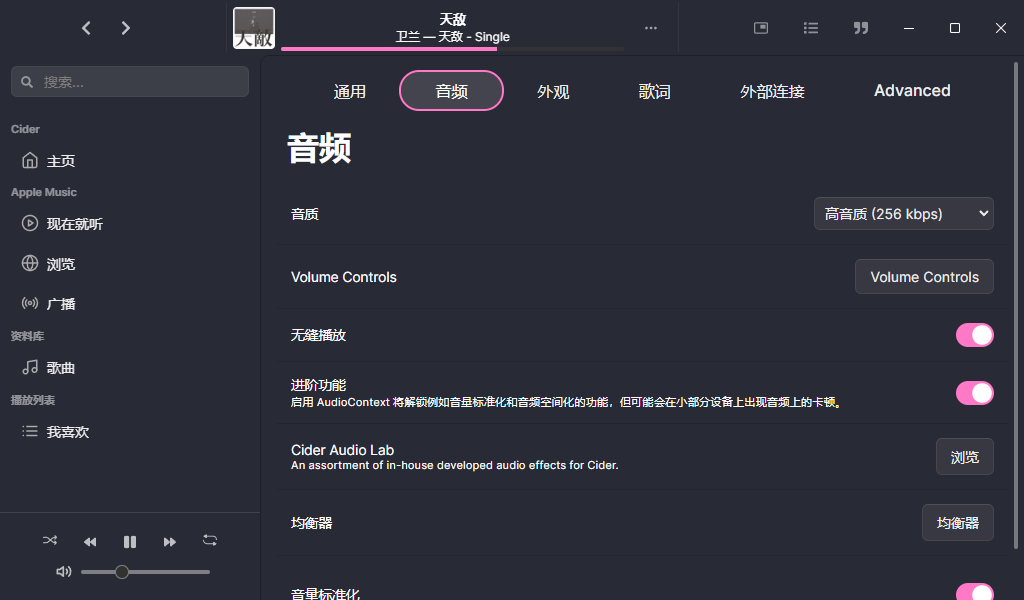 天敌
卫兰 — 天敌 - Single
天敵
搜索...
Cider
主页
Apple Music
现在就听
浏览
广播
资料库
歌曲
播放列表
我喜欢
通用
音频
外观
歌词
外部连接
Advanced
音频
音质
高音质 (256 kbps)
Volume Controls
Volume Controls
无缝播放
进阶功能
启用 AudioContext 将解锁例如音量标准化和音频空间化的功能，但可能会在小部分设备上出现音频上的卡顿。
Cider Audio Lab
An assortment of in-house developed audio effects for Cider.
浏览
均衡器
均衡器
音量标准化